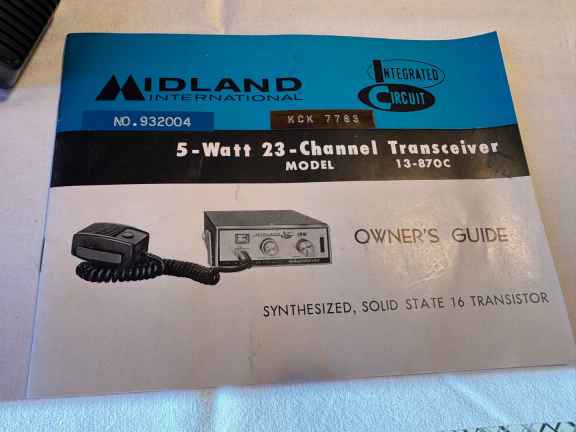 MIDLAND
INTERNATIONAL
INTEGRATED
CIRCUIT
NO.932004
KCK 7783
5-Watt 23-Channel Transceiver
MODEL 13-870C
OWNER'S GUIDE
SYNTHESIZED, SOLID STATE 16 TRANSISTOR